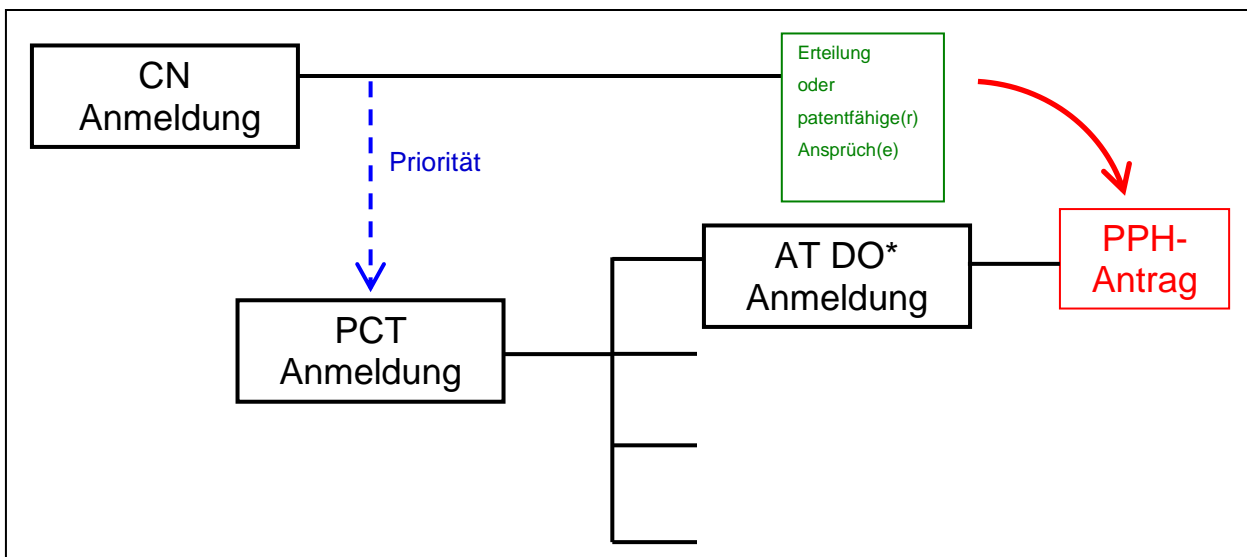 CN
Anmeldung
Erteilung
oder
patentfähige(r)
Ansprüch(e)
Priorität
AT DO*
Anmeldung
PPH-
Antrag
PCT
Anmeldung